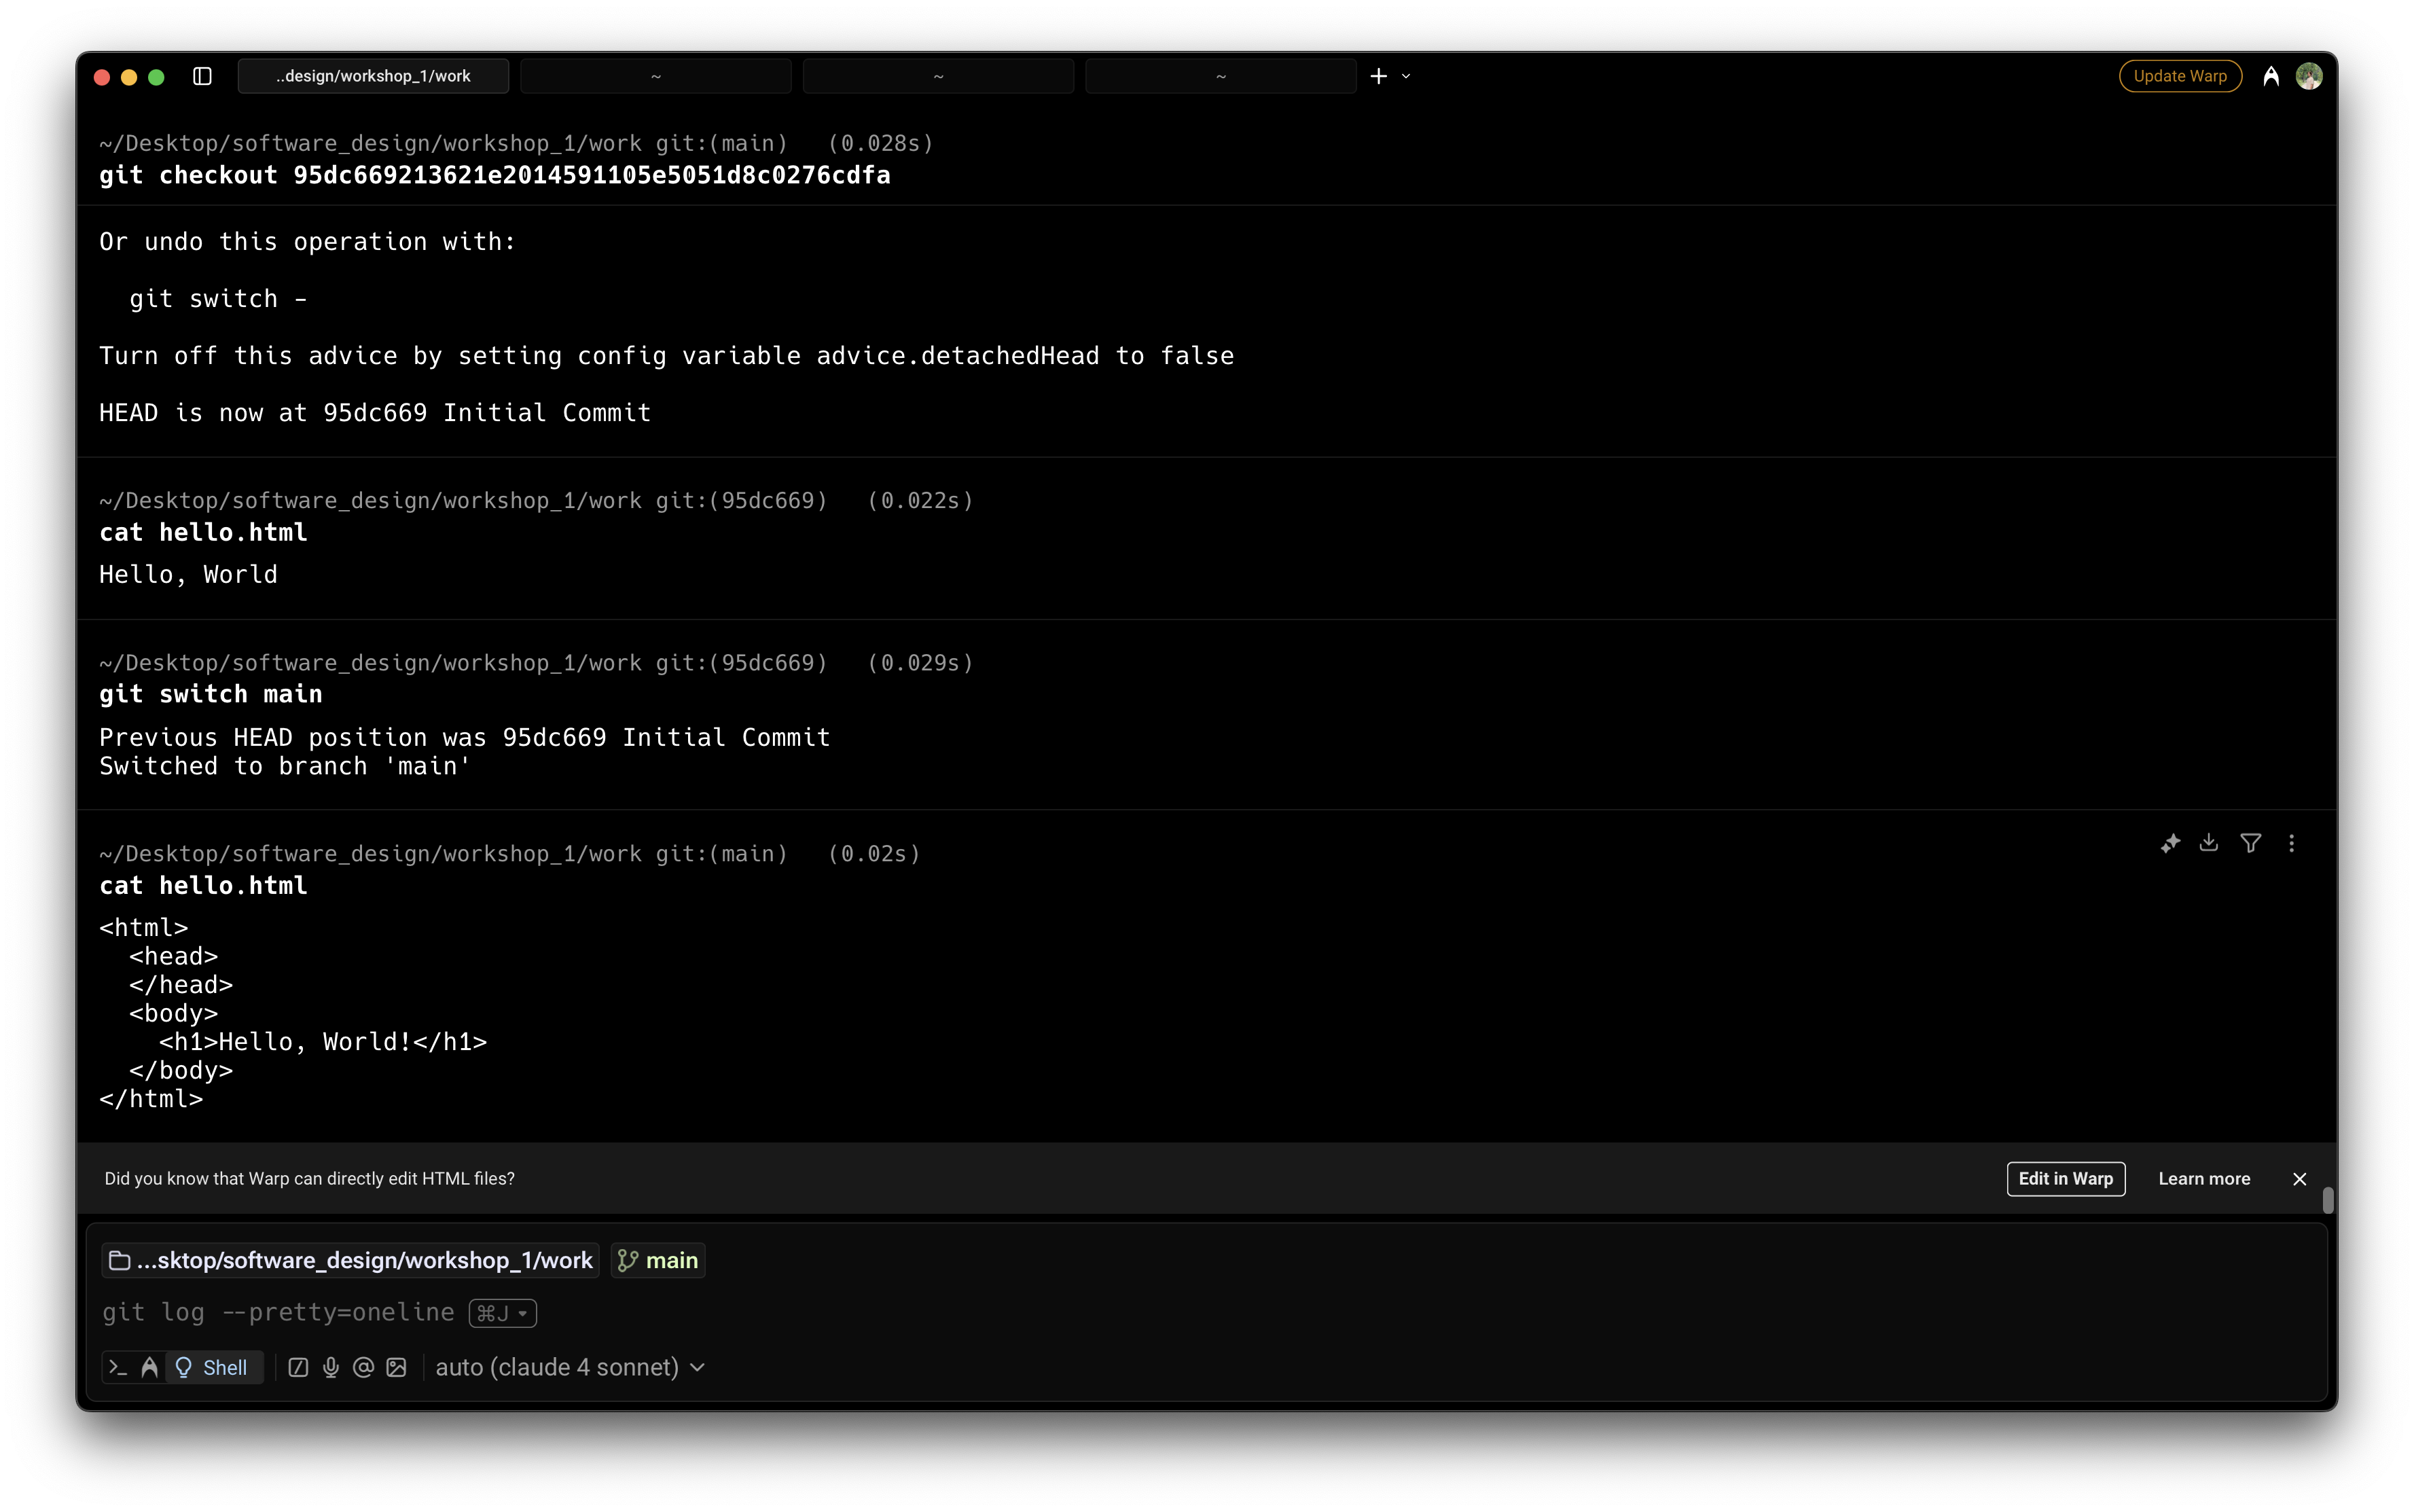 ..design/workshop_1/work ~ ~ ~ Update Warp
~/Desktop/software_design/workshop_1/work git:(main) (0.028s)
git checkout 95dc669213621e2014591105e5051d8c0276cdfa
Or undo this operation with:
git switch -
Turn off this advice by setting config variable advice.detachedHead to false
HEAD is now at 95dc669 Initial Commit
~/Desktop/software_design/workshop_1/work git:(95dc669) (0.022s)
cat hello.html
Hello, World
~/Desktop/software_design/workshop_1/work git:(95dc669) (0.029s)
git switch main
Previous HEAD position was 95dc669 Initial Commit
Switched to branch 'main'
~/Desktop/software_design/workshop_1/work git:(main) (0.02s)
cat hello.html
<html>
  <head>
  </head>
  <body>
    <h1>Hello, World!</h1>
  </body>
</html>
Did you know that Warp can directly edit HTML files? Edit in Warp Learn more
...sktop/software_design/workshop_1/work main
git log --pretty=oneline ⌘J
Shell auto (claude 4 sonnet)